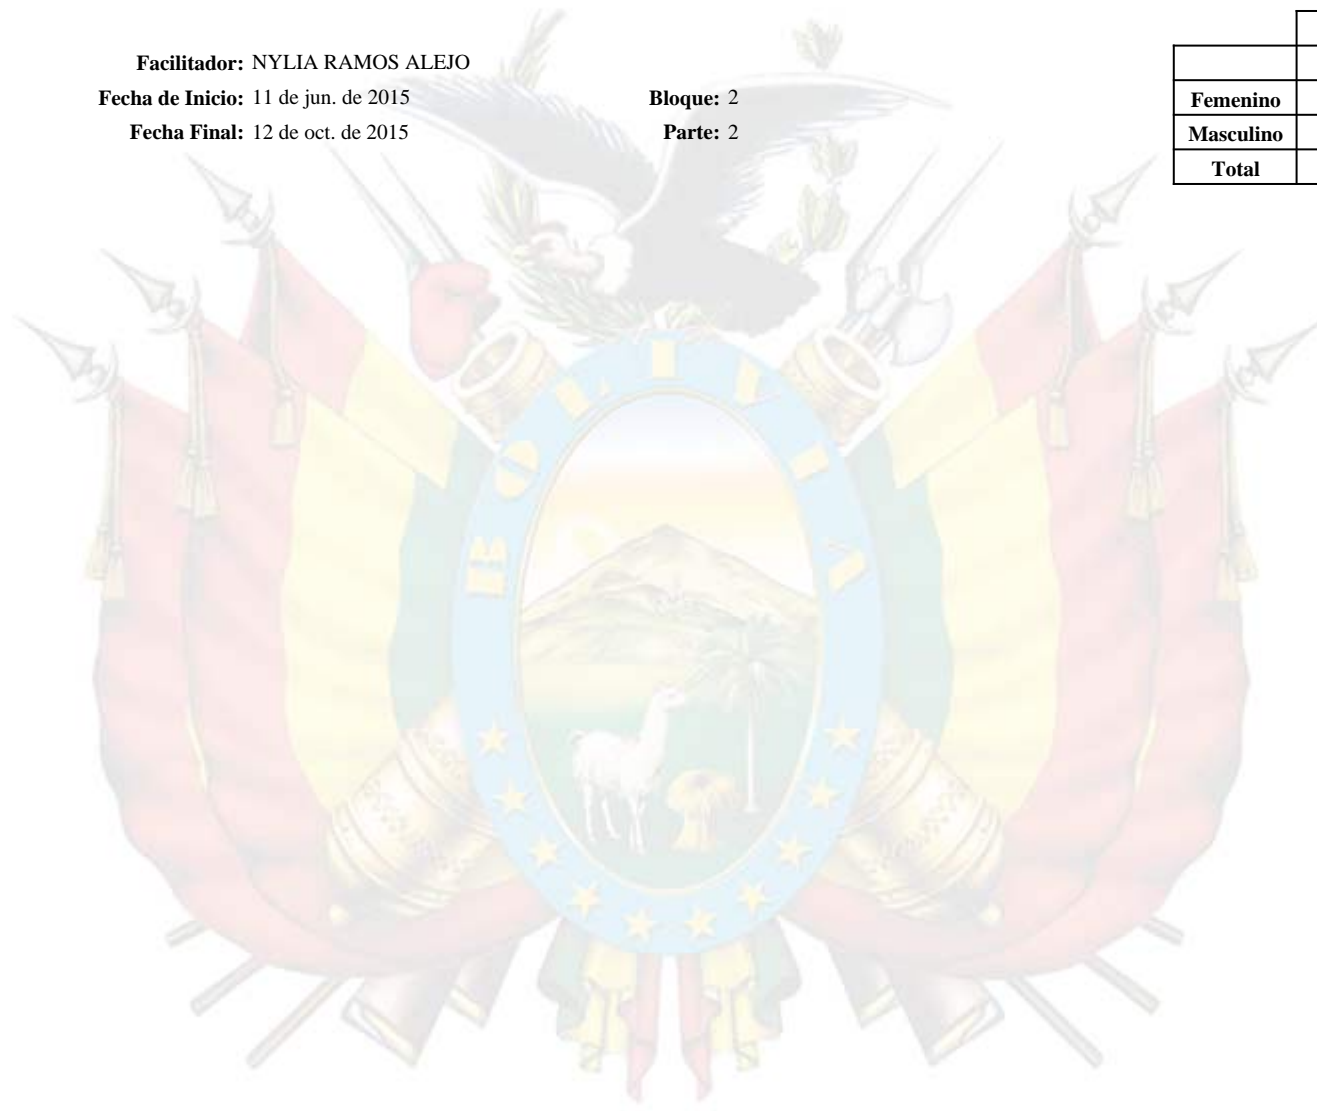 Facilitador: NYLIA RAMOS ALEJO
Fecha de Inicio: 11 de jun. de 2015 Bloque: 2
Fecha Final: 12 de oct. de 2015 Parte: 2
Femenino
Masculino
Total
BOLIVIA